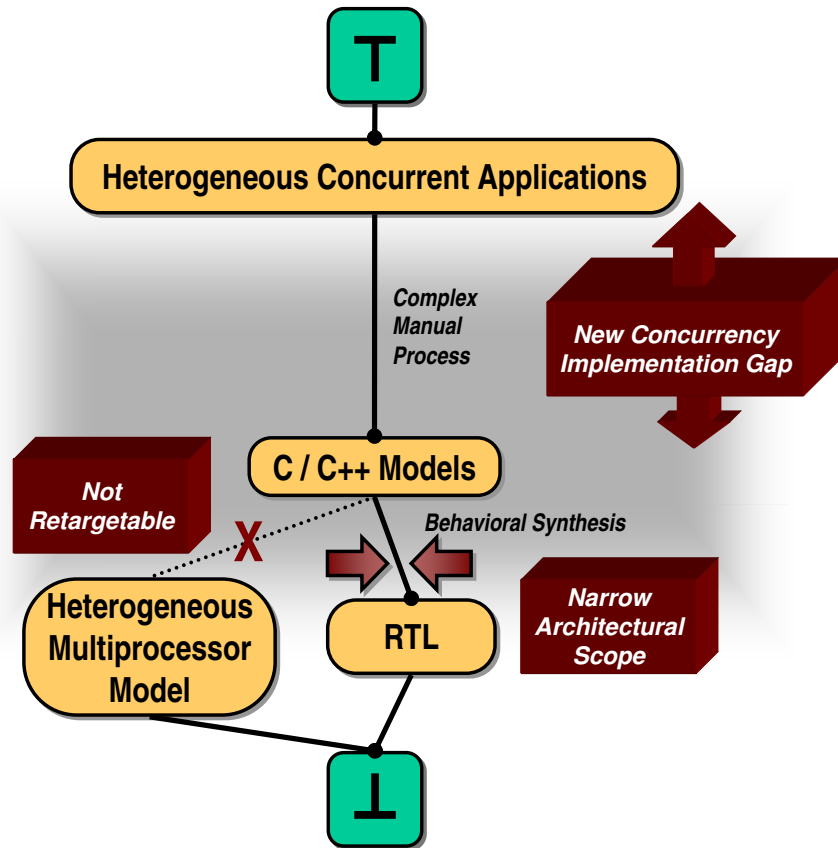 ⊤
Heterogeneous Concurrent Applications
Complex
Manual
Process
New Concurrency
Implementation Gap
C / C++ Models
Not
Retargetable
X
Behavioral Synthesis
Heterogeneous
Multiprocessor
Model
RTL
Narrow
Architectural
Scope
⊥